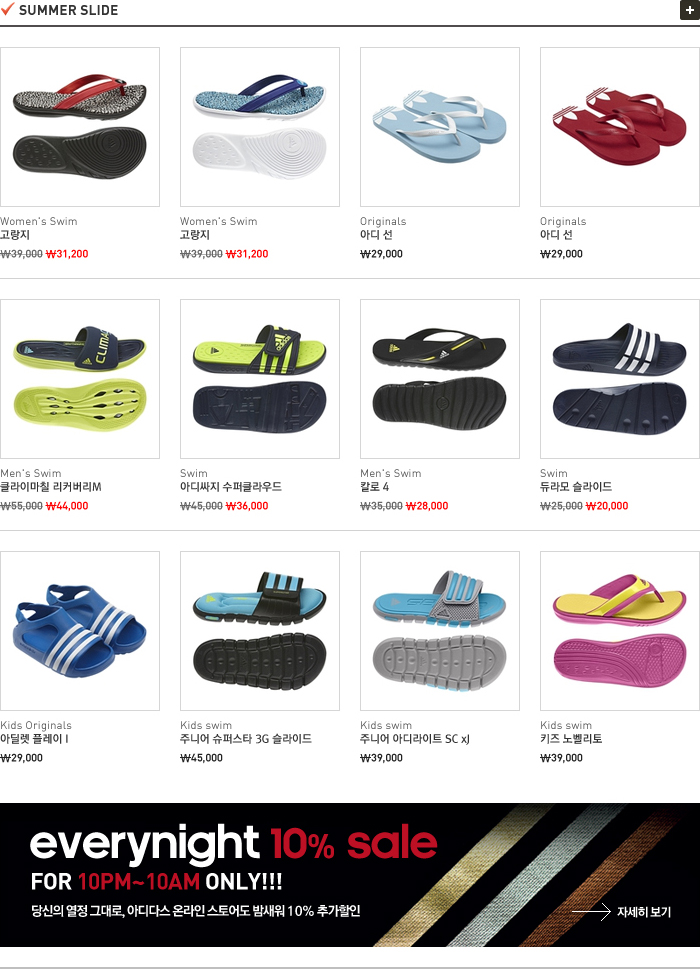 SUMMER SLIDE
Women's Swim
고랑지
₩39,000 ₩31,200
Women's Swim
고랑지
₩39,000 ₩31,200
Originals
아디 선
₩29,000
Originals
아디 선
₩29,000
CLIMA
Men's Swim
클라이마칠 리커버리M
₩55,000 ₩44,000
adidas
Swim
아디싸지 수퍼클라우드
₩45,000 ₩36,000
Men's Swim
칼로 4
₩35,000 ₩28,000
Swim
듀라모 슬라이드
₩25,000 ₩20,000
Kids Originals
아딜렛 플레이 I
₩29,000
Kids swim
주니어 슈퍼스타 3G 슬라이드
₩45,000
Kids swim
주니어 아디라이트 SC xJ
₩39,000
Kids swim
키즈 노벨리토
₩39,000
everynight 10% sale
FOR 10PM~10AM ONLY!!!
당신의 열정 그대로, 아디다스 온라인 스토어도 밤새워 10% 추가할인
자세히 보기